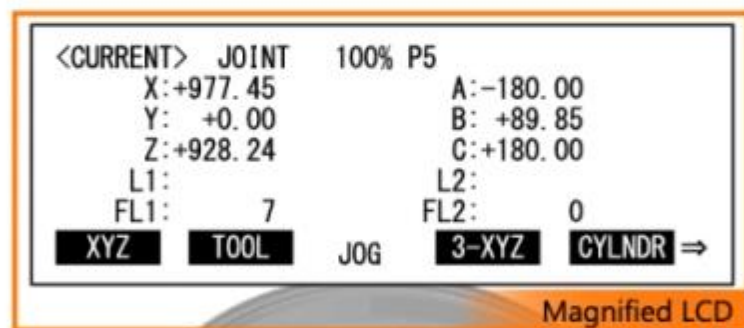 <CURRENT> JOINT 100% P5
X:+977.45 A:-180.00
Y: +0.00 B: +89.85
Z:+928.24 C:+180.00
L1: L2:
FL1: 7 FL2: 0
XYZ TOOL JOG 3-XYZ CYLNDR ⇒
Magnified LCD